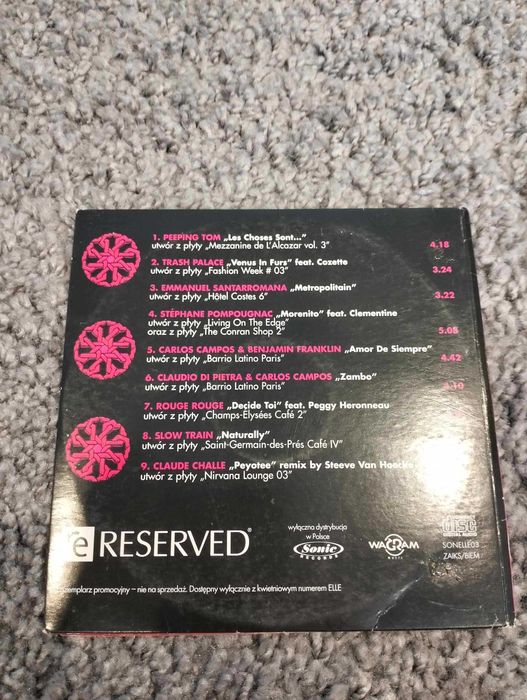 1. PEEPING TOM „Les Choses Sont..." 4.18
utwór z płyty „Mezzanine de L'Alcazar vol. 3"
2. TRASH PALACE „Venus In Furs" feat. Cozette 3.24
utwór z płyty „Fashion Week # 03"
3. EMMANUEL SANTARROMANA „Metropolitain" 3.22
utwór z płyty „Hôtel Costes 6"
4. STÉPHANE POMPOUGNAC „Morenito" feat. Clementine
utwór z płyty „Living On The Edge"
oraz z płyty „The Conran Shop 2" 5.05
5. CARLOS CAMPOS & BENJAMIN FRANKLIN „Amor De Siempre"
utwór z płyty „Barrio Latino Paris" 4.42
6. CLAUDIO DI PIETRA & CARLOS CAMPOS „Zambo"
utwór z płyty „Barrio Latino Paris"
7. ROUGE ROUGE „Decide Toi" feat. Peggy Heronneau
utwór z płyty „Champs-Elysées Café 2"
8. SLOW TRAIN „Naturally"
utwór z płyty „Saint-Germain-des-Prés Café IV"
9. CLAUDE CHALLE „Peyotee" remix by Steeve Van
utwór z płyty „Nirvana Lounge 03"
re RESERVED®
wyłączna dystrybucja
w Polsce
Sonic
RECORDS
WAGRAM
MUSIC
disc
DIGITAL AUDIO
SONELLE03
ZAIKS/BIEM
egzemplarz promocyjny – nie na sprzedaż. Dostępny wyłącznie z kwietniowym numerem ELLE